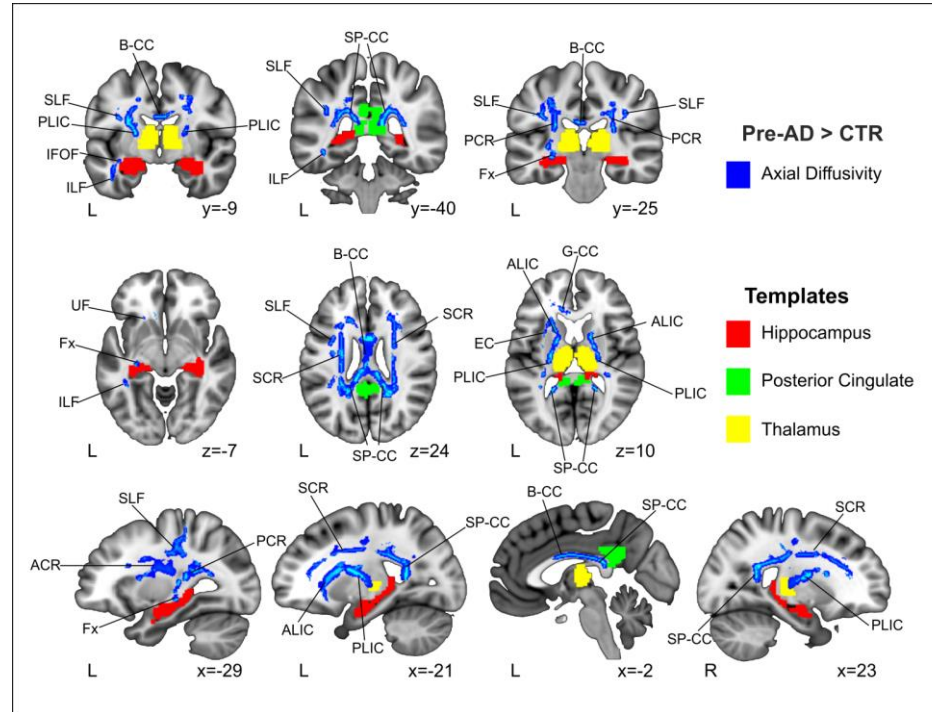 B-CC
SLF
PLIC
IFOF
ILF
PLIC
L
y=-9
SP-CC
SLF
ILF
L
y=-40
B-CC
SLF
PCR
Fx
SLF
PCR
L
y=-25
Pre-AD > CTR
Axial Diffusivity
UF
Fx
ILF
L
z=-7
B-CC
SLF
SCR
SCR
SP-CC
L
z=24
G-CC
ALIC
EC
PLIC
ALIC
PLIC
SP-CC
L
z=10
Templates
Hippocampus
Posterior Cingulate
Thalamus
SLF
ACR
PCR
Fx
L
x=-29
SCR
SP-CC
ALIC
PLIC
L
x=-21
B-CC
SP-CC
L
x=-2
SCR
SP-CC
PLIC
R
x=23